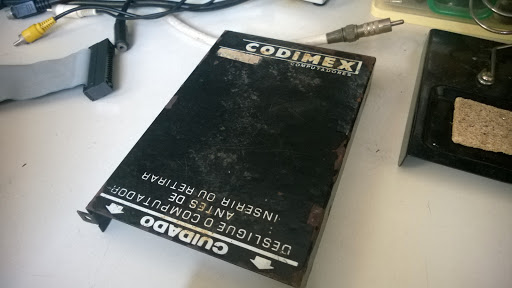 CODIMEX
COMPUTADORES
CUIDADO
DESLIGUE O COMPUTADOR
ANTES DE
INSERIR OU RETIRAR